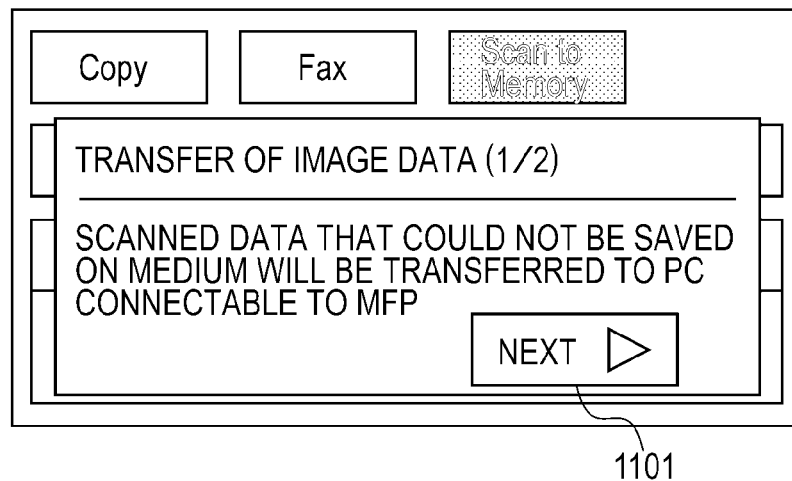 Copy Fax Scan to
Memory
TRANSFER OF IMAGE DATA (1/2)
SCANNED DATA THAT COULD NOT BE SAVED
ON MEDIUM WILL BE TRANSFERRED TO PC
CONNECTABLE TO MFP
NEXT
1101